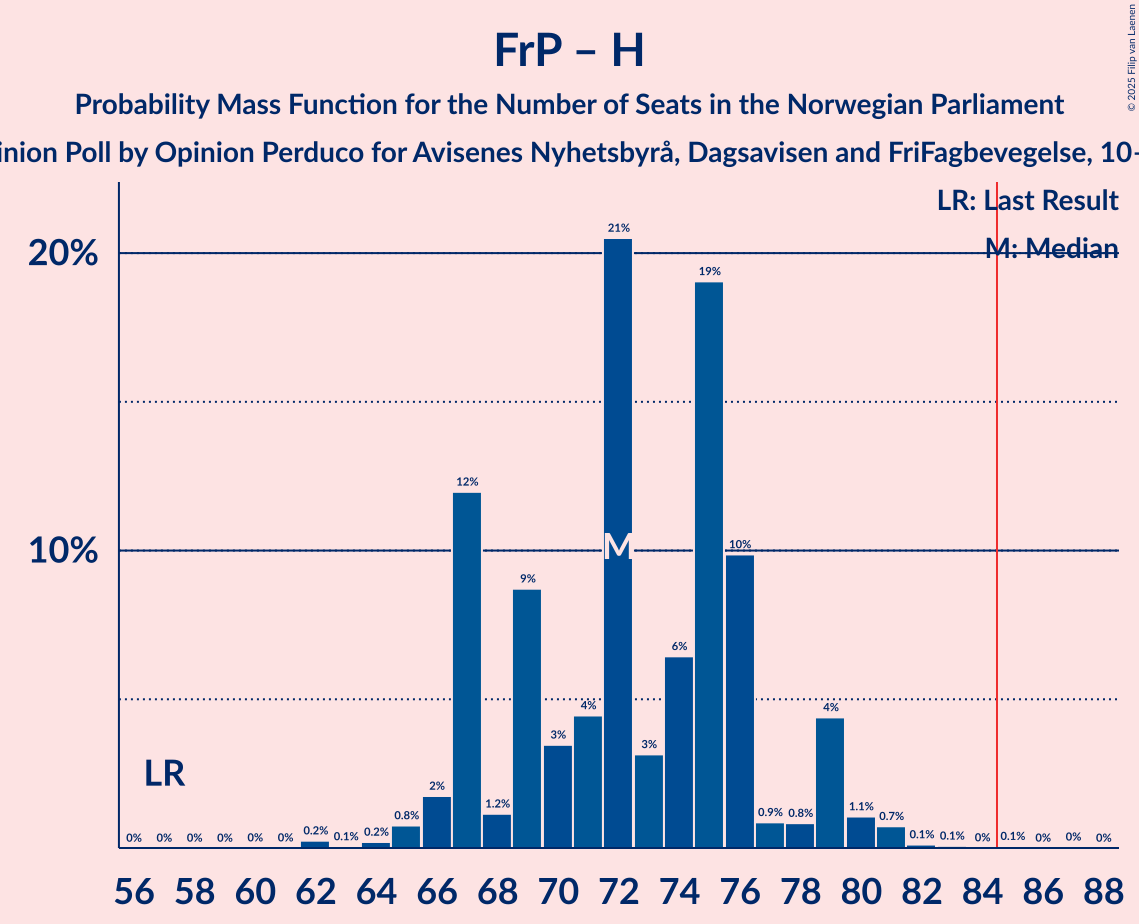 FrP – H
Probability Mass Function for the Number of Seats in the Norwegian Parliament
inion Poll by Opinion Perduco for Avisenes Nyhetsbyrå, Dagsavisen and FriFagbevegelse, 10–
© 2025 Filip van Laenen
LR: Last Result
M: Median
20%
10%
21%
19%
12%
10%
9%
6%
4%
4%
3%
3%
2%
M
LR
0% 0% 0% 0% 0% 0% 0.2% 0.1% 0.2% 0.8% 1.2% 0.9% 0.8% 1.1% 0.7% 0.1% 0.1% 0% 0.1% 0% 0% 0%
56 58 60 62 64 66 68 70 72 74 76 78 80 82 84 86 88